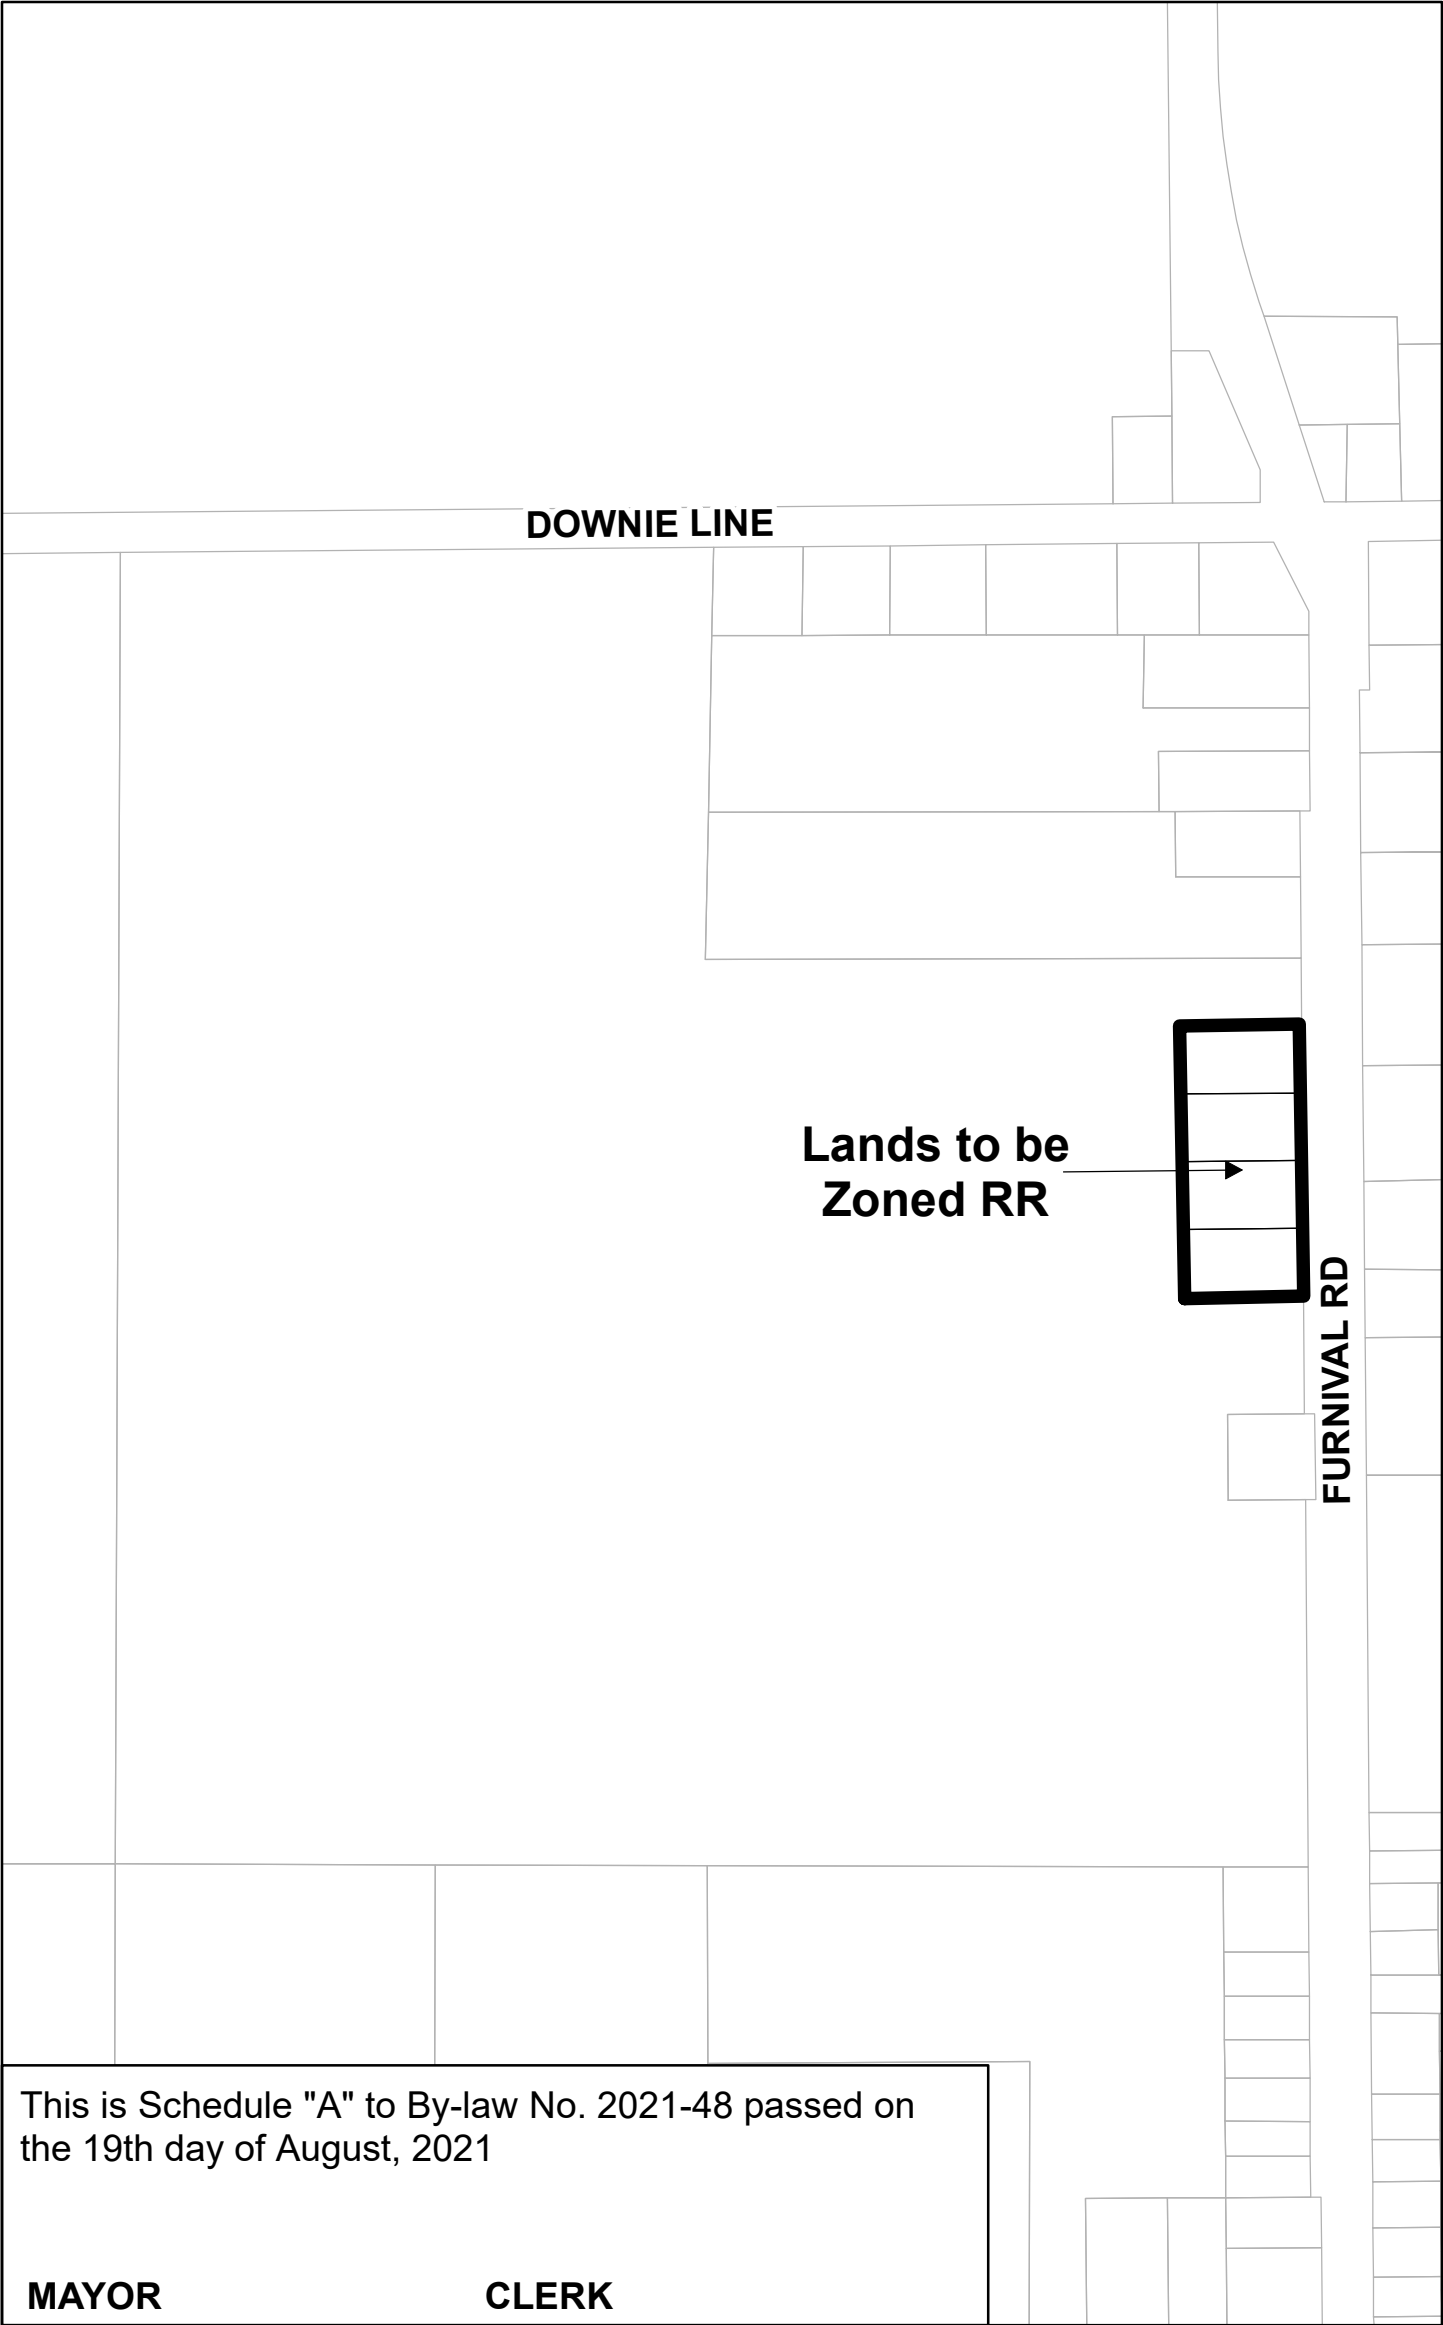 DOWNIE LINE
Lands to be
Zoned RR
FURNIVAL RD
This is Schedule "A" to By-law No. 2021-48 passed on
the 19th day of August, 2021
MAYOR CLERK